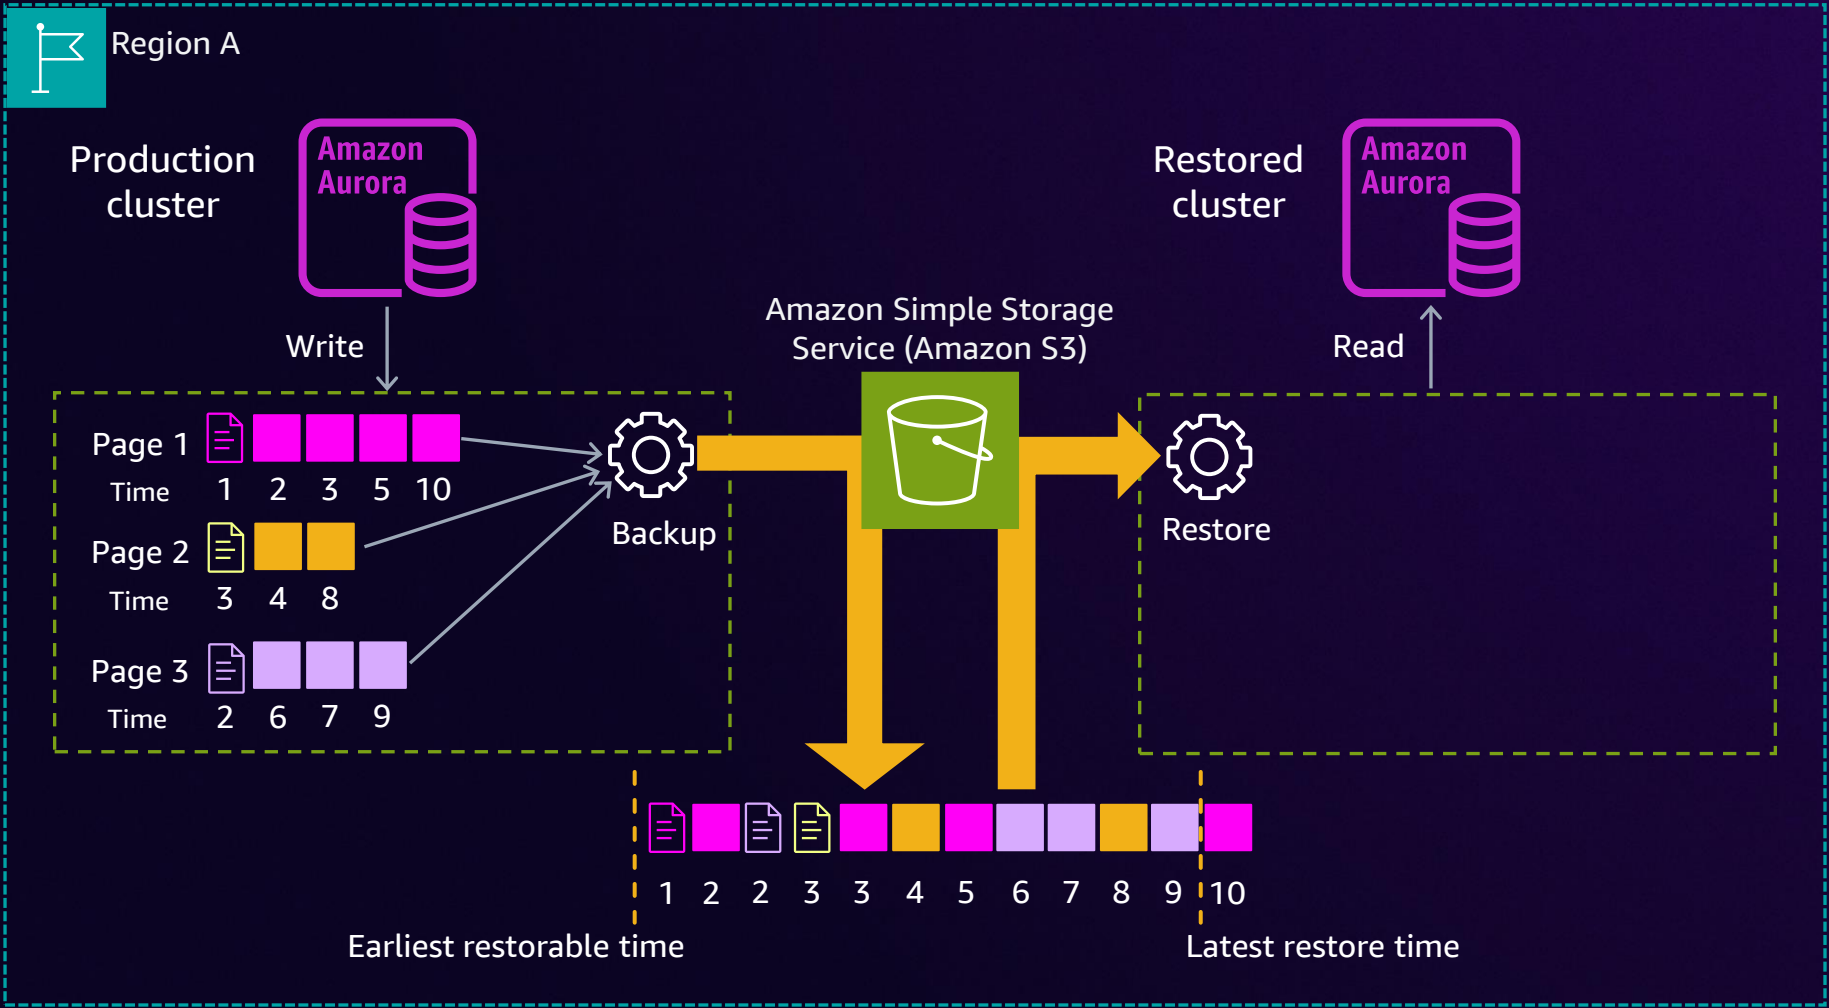 Region A
Production
cluster
Amazon
Aurora
Restored
cluster
Amazon
Aurora
Write
Amazon Simple Storage
Service (Amazon S3)
Read
Page 1
Time 1 2 3 5 10
Page 2
Time 3 4 8
Page 3
Time 2 6 7 9
Backup
Restore
1 2 2 3 3 4 5 6 7 8 9 10
Earliest restorable time
Latest restore time